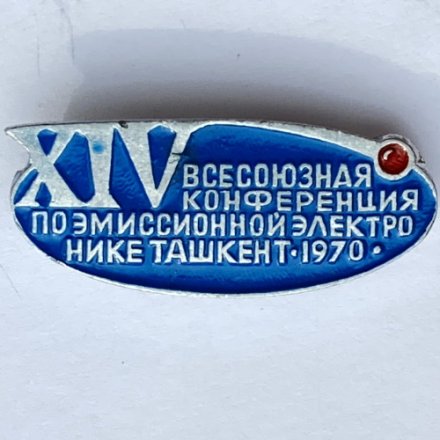 XIV ВСЕСОЮЗНАЯ
КОНФЕРЕНЦИЯ
ПО ЭМИССИОННОЙ ЭЛЕКТРО
НИКЕ ТАШКЕНТ · 1970 ·